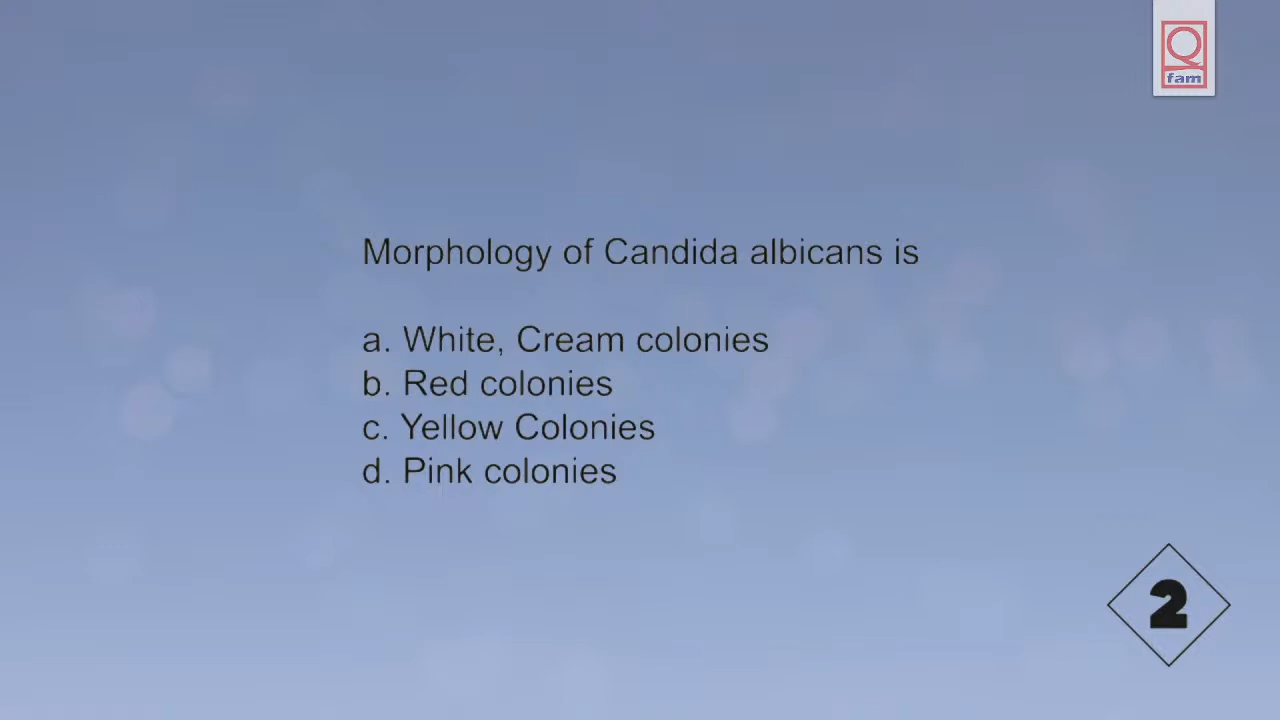 Q
fam
Morphology of Candida albicans is
a. White, Cream colonies
b. Red colonies
c. Yellow Colonies
d. Pink colonies
2